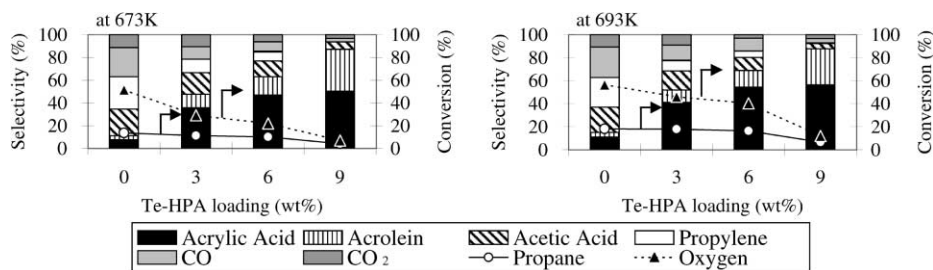 at 673K
Selectivity (%)
100
80
60
40
20
0
100
80
60
40
20
0
Conversion (%)
0 3 6 9
Te-HPA loading (wt%)
at 693K
Selectivity (%)
100
80
60
40
20
0
100
80
60
40
20
0
Conversion (%)
0 3 6 9
Te-HPA loading (wt%)
Acrylic Acid Acrolein Acetic Acid Propylene
CO CO₂ Propane Oxygen